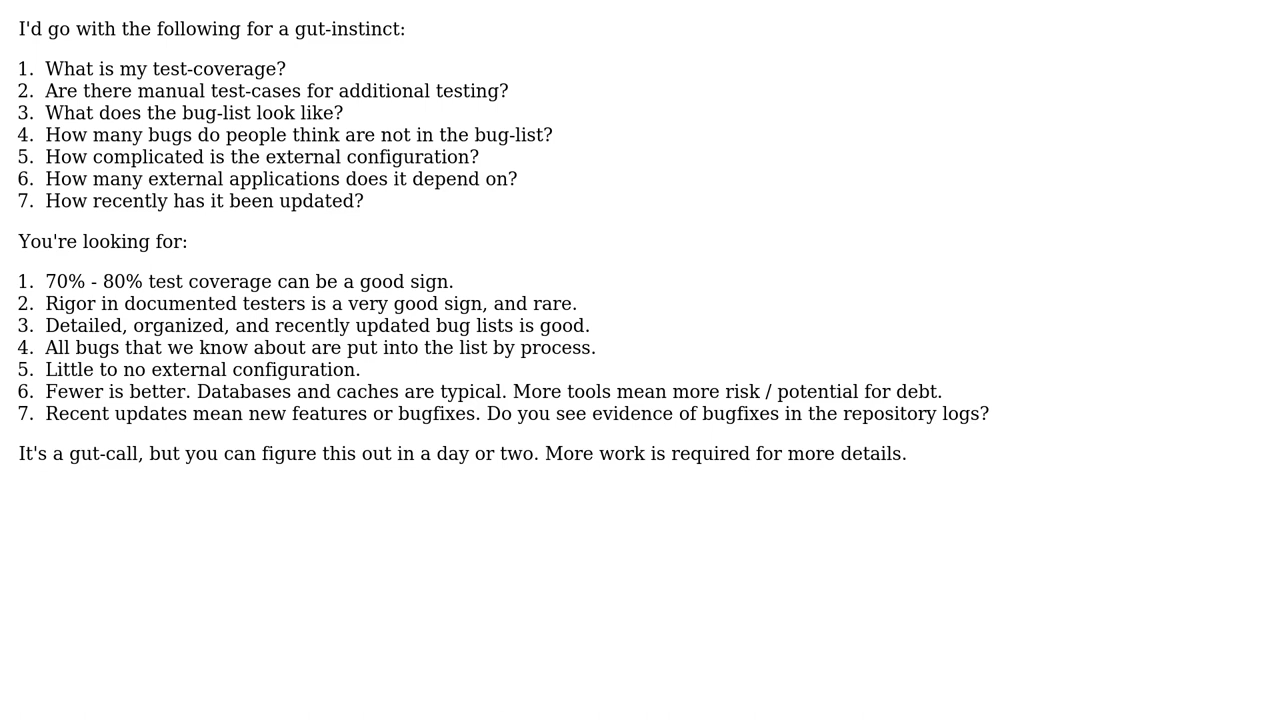 I'd go with the following for a gut-instinct:
1. What is my test-coverage?
2. Are there manual test-cases for additional testing?
3. What does the bug-list look like?
4. How many bugs do people think are not in the bug-list?
5. How complicated is the external configuration?
6. How many external applications does it depend on?
7. How recently has it been updated?
You're looking for:
1. 70% - 80% test coverage can be a good sign.
2. Rigor in documented testers is a very good sign, and rare.
3. Detailed, organized, and recently updated bug lists is good.
4. All bugs that we know about are put into the list by process.
5. Little to no external configuration.
6. Fewer is better. Databases and caches are typical. More tools mean more risk / potential for debt.
7. Recent updates mean new features or bugfixes. Do you see evidence of bugfixes in the repository logs?
It's a gut-call, but you can figure this out in a day or two. More work is required for more details.